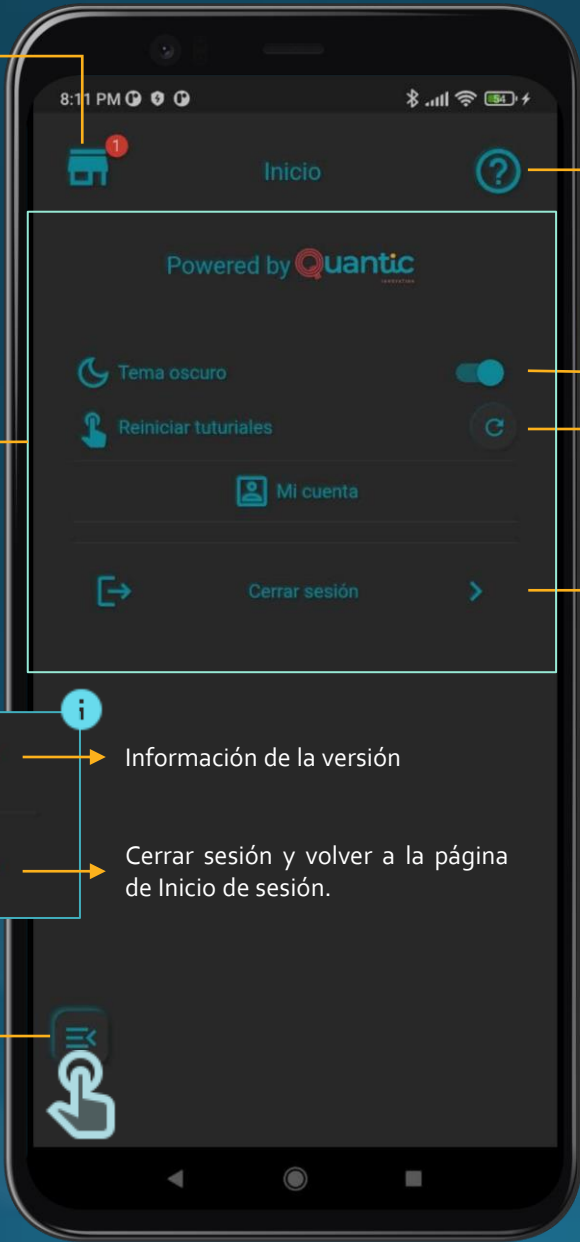 8:11 PM
54
1
Inicio
Powered by Quantic
Tema oscuro
Reiniciar tuturiales
Mi cuenta
Cerrar sesión
i
Información de la versión
Cerrar sesión y volver a la página
de Inicio de sesión.